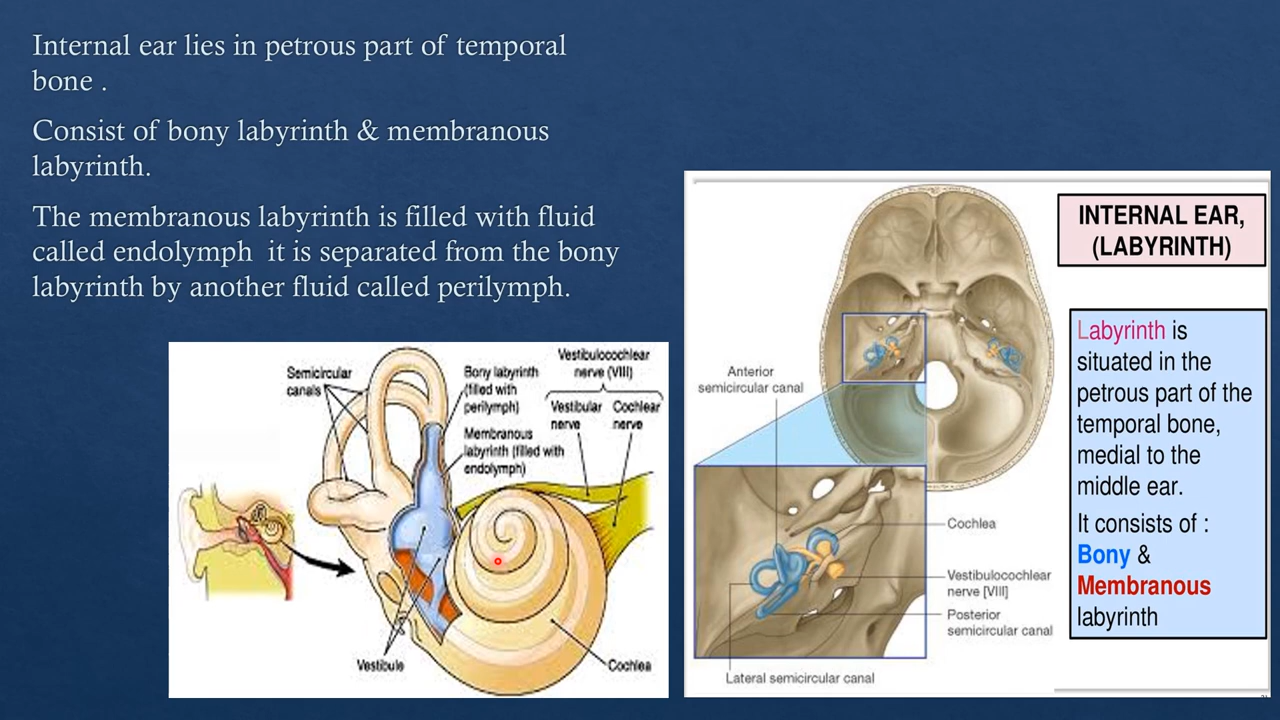 Internal ear lies in petrous part of temporal
bone .
Consist of bony labyrinth & membranous
labyrinth.
The membranous labyrinth is filled with fluid
called endolymph  it is separated from the bony
labyrinth by another fluid called perilymph.
Semicircular
canals
Bony labyrinth
(filled with
perilymph)
Membranous
labyrinth (filled with
endolymph)
Vestibulocochlear
nerve (VIII)
Vestibular
nerve
Cochlear
nerve
Vestibule
Cochlea
INTERNAL EAR,
(LABYRINTH)
Anterior
semicircular canal
Cochlea
Vestibulocochlear
nerve [VIII]
Posterior
semicircular canal
Lateral semicircular canal
Labyrinth is
situated in the
petrous part of the
temporal bone,
medial to the
middle ear.
It consists of :
Bony &
Membranous
labyrinth